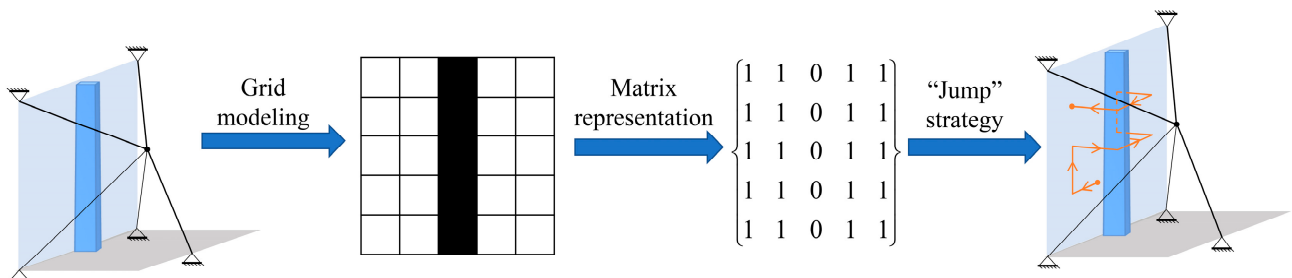 Grid
modeling
Matrix
representation
1 1 0 1 1
1 1 0 1 1
1 1 0 1 1
1 1 0 1 1
1 1 0 1 1
“Jump”
strategy